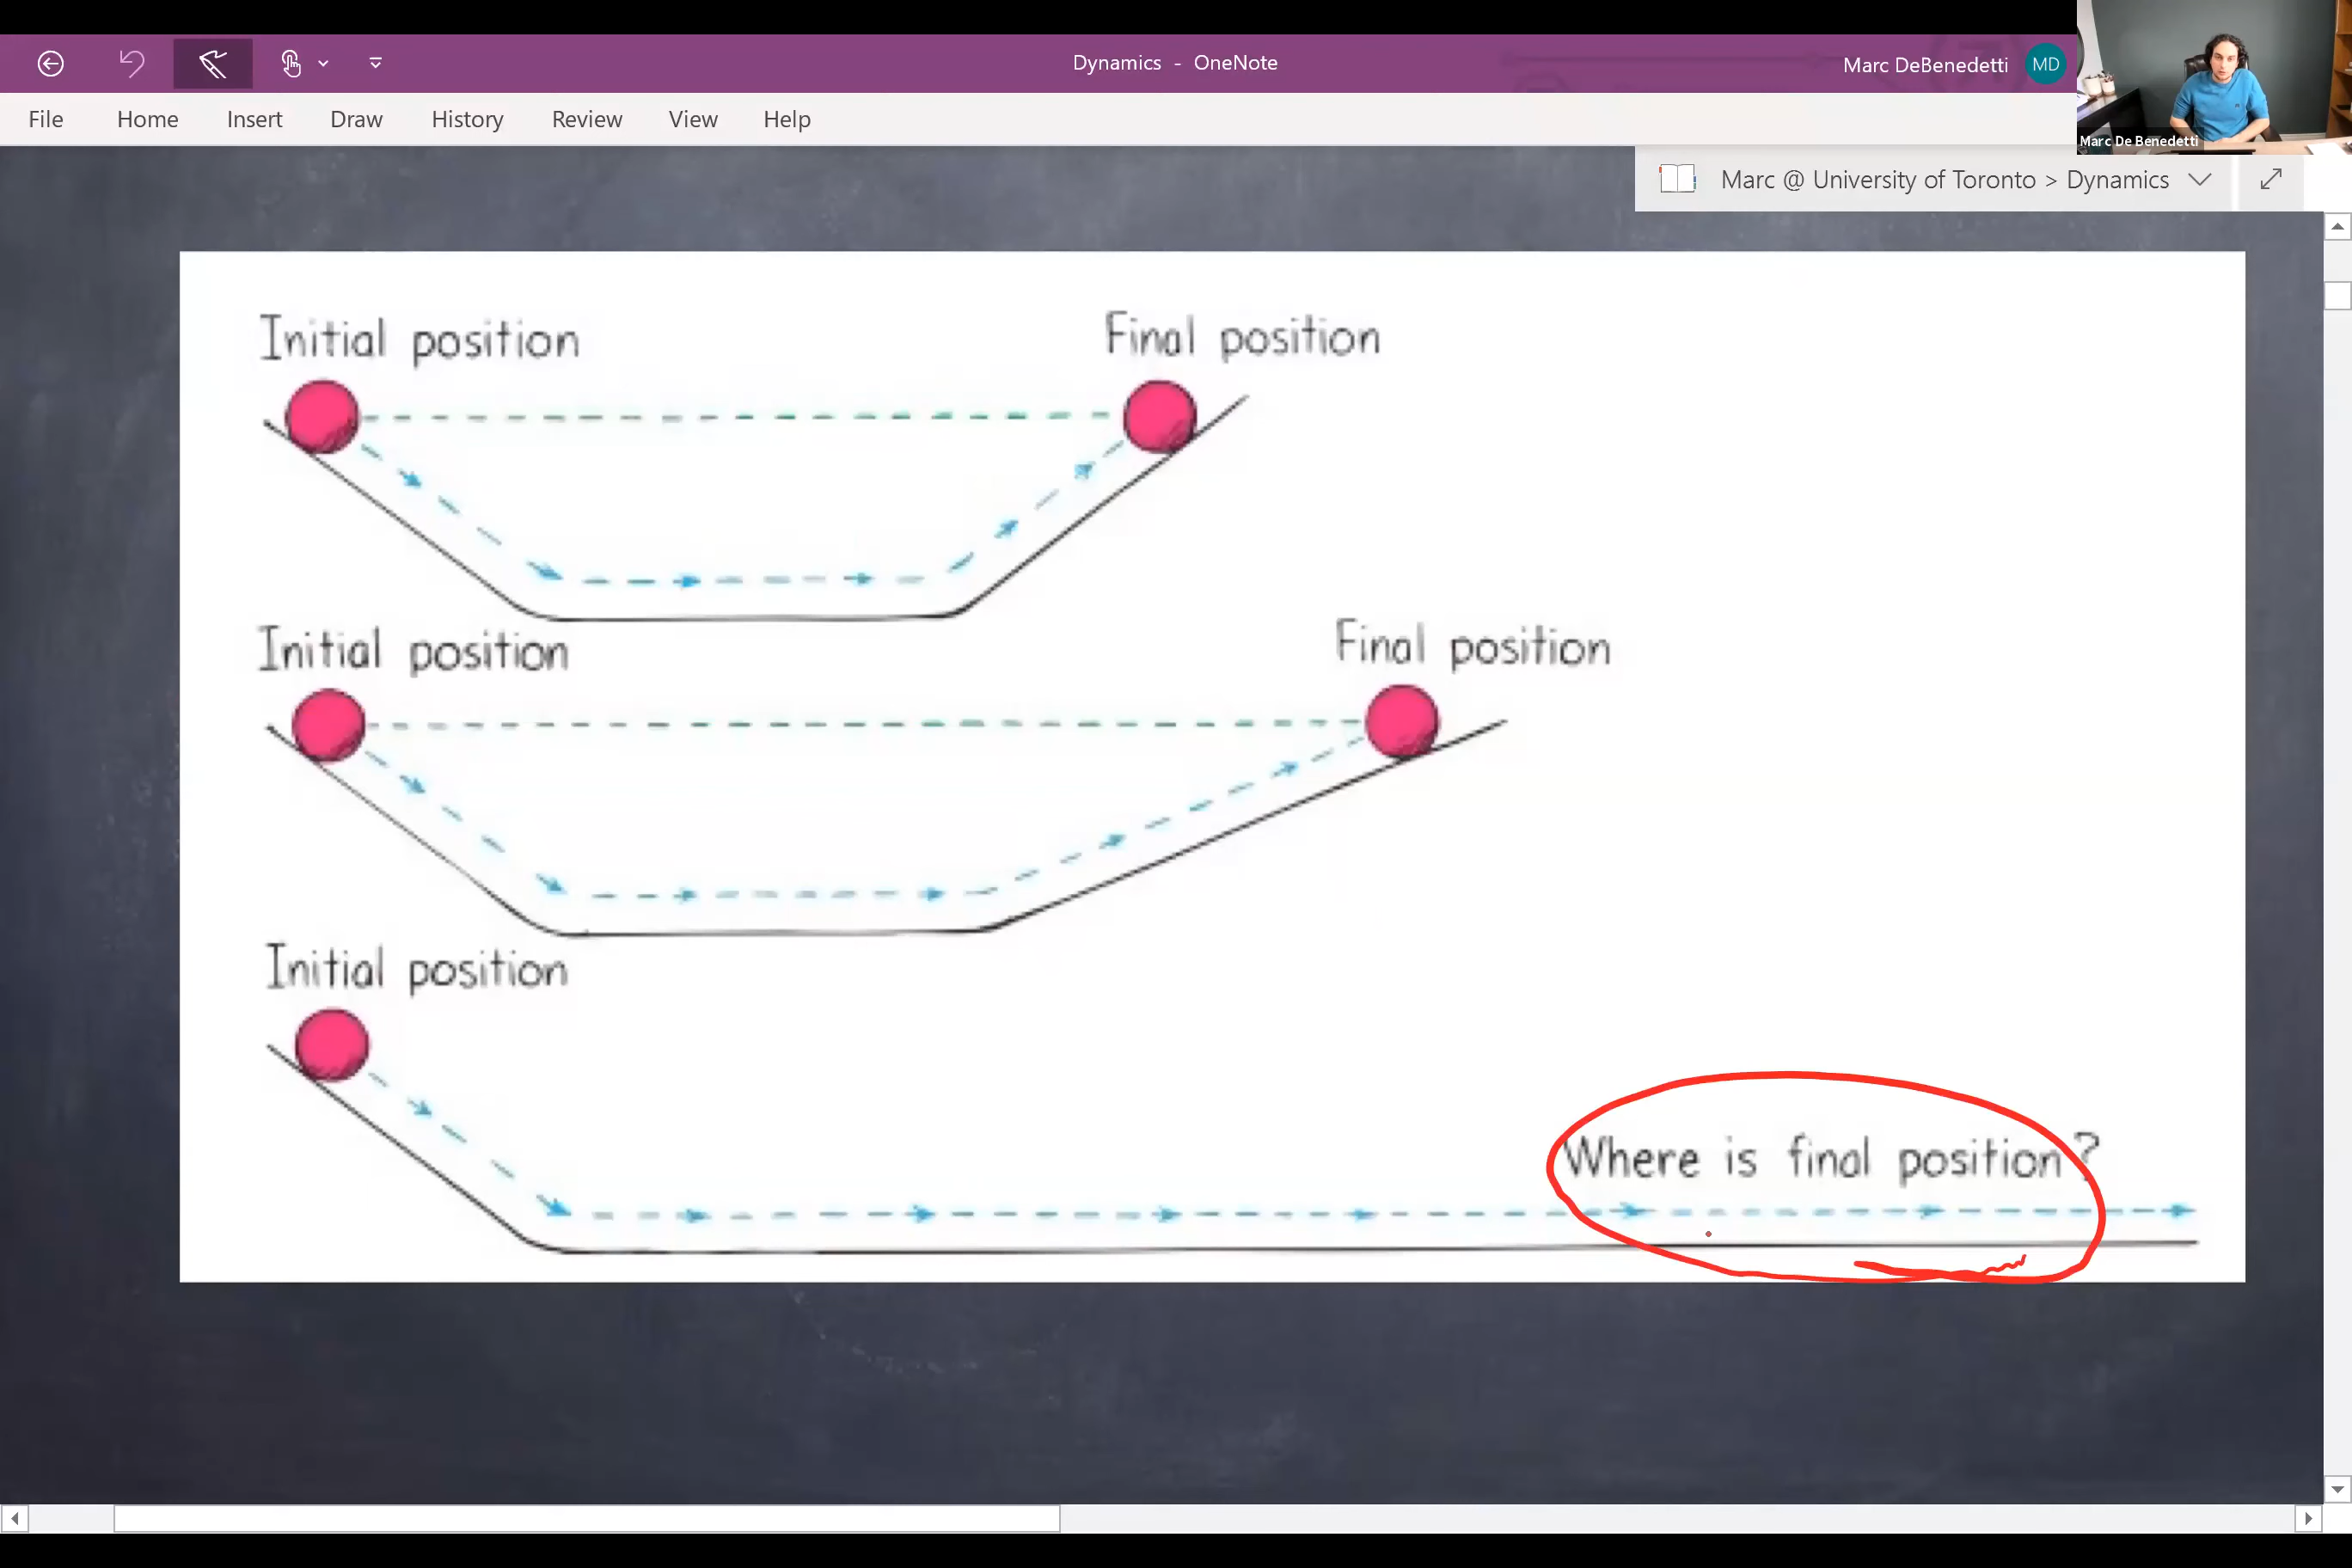 Dynamics - OneNote
Marc DeBenedetti MD
File Home Insert Draw History Review View Help
Marc De Benedetti
Marc @ University of Toronto > Dynamics
Initial position Final position
Initial position Final position
Initial position
Where is final position?